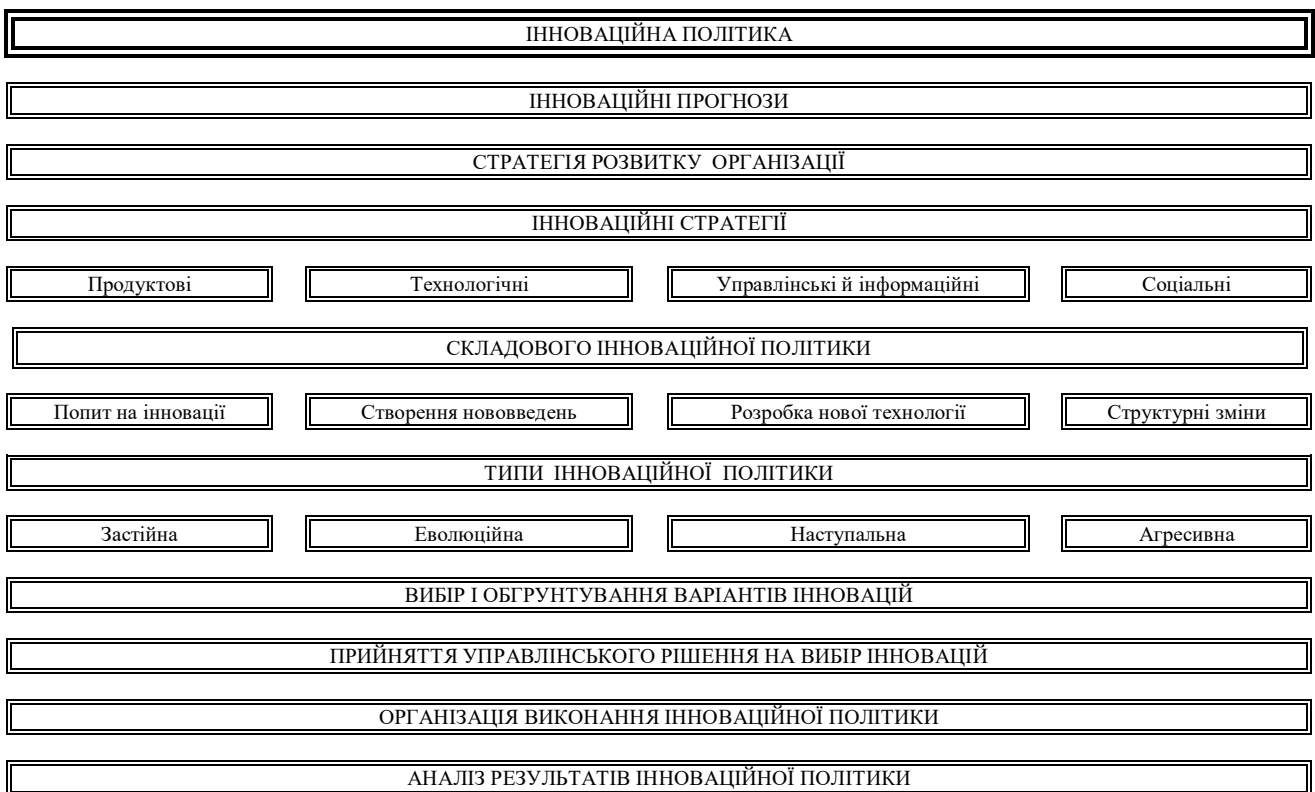 ІННОВАЦІЙНА ПОЛІТИКА
ІННОВАЦІЙНІ ПРОГНОЗИ
СТРАТЕГІЯ РОЗВИТКУ ОРГАНІЗАЦІЇ
ІННОВАЦІЙНІ СТРАТЕГІЇ
Продуктові Технологічні Управлінські й інформаційні Соціальні
СКЛАДОВОГО ІННОВАЦІЙНОЇ ПОЛІТИКИ
Попит на інновації Створення нововведень Розробка нової технології Структурні зміни
ТИПИ ІННОВАЦІЙНОЇ ПОЛІТИКИ
Застійна Еволюційна Наступальна Агресивна
ВИБІР І ОБГРУНТУВАННЯ ВАРІАНТІВ ІННОВАЦІЙ
ПРИЙНЯТТЯ УПРАВЛІНСЬКОГО РІШЕННЯ НА ВИБІР ІННОВАЦІЙ
ОРГАНІЗАЦІЯ ВИКОНАННЯ ІННОВАЦІЙНОЇ ПОЛІТИКИ
АНАЛІЗ РЕЗУЛЬТАТІВ ІННОВАЦІЙНОЇ ПОЛІТИКИ